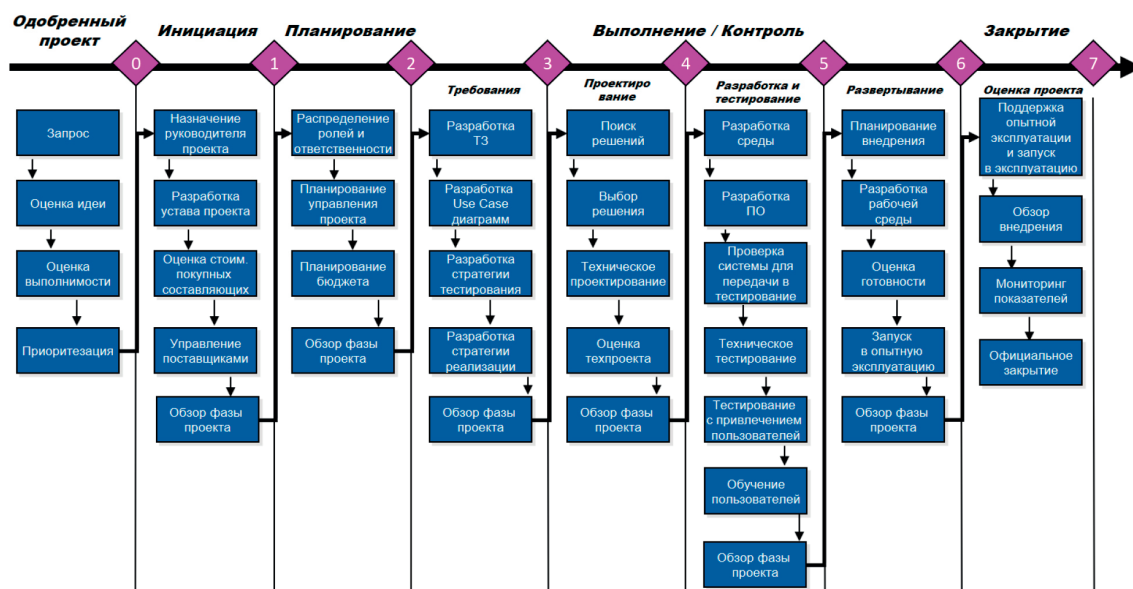 Одобренный
проект
Инициация
Планирование
Выполнение / Контроль
Закрытие
0
1
2
3
4
5
6
7
Требования
Проектиро
вание
Разработка и
тестирование
Развертывание
Оценка проекта
Запрос
Оценка идеи
Оценка
выполнимости
Приоритезация
Назначение
руководителя
проекта
Разработка
устава проекта
Оценка стоим.
покупных
составляющих
Управление
поставщиками
Обзор фазы
проекта
Распределение
ролей и
ответственности
Планирование
управления
проекта
Планирование
бюджета
Обзор фазы
проекта
Разработка
ТЗ
Разработка
Use Case
диаграмм
Разработка
стратегии
тестирования
Разработка
стратегии
реализации
Обзор фазы
проекта
Поиск
решений
Выбор
решения
Техническое
проектирование
Оценка
техпроекта
Обзор фазы
проекта
Разработка
среды
Разработка
ПО
Проверка
системы для
передачи в
тестирование
Техническое
тестирование
Тестирование
с привлечением
пользователей
Обучение
пользователей
Обзор фазы
проекта
Планирование
внедрения
Разработка
рабочей
среды
Оценка
готовности
Запуск
в опытную
эксплуатацию
Обзор фазы
проекта
Поддержка
опытной
эксплуатации
и запуск
в эксплуатацию
Обзор
внедрения
Мониторинг
показателей
Официальное
закрытие